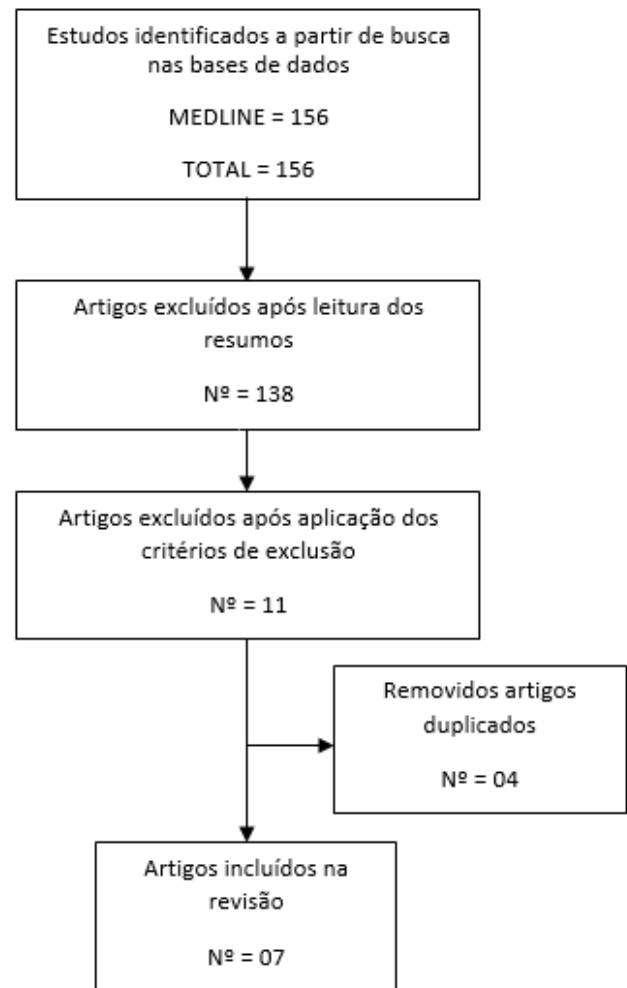 Estudos identificados a partir de busca
nas bases de dados
MEDLINE = 156
TOTAL = 156
Artigos excluídos após leitura dos
resumos
Nº = 138
Artigos excluídos após aplicação dos
critérios de exclusão
Nº = 11
Removidos artigos
duplicados
Nº = 04
Artigos incluídos na
revisão
Nº = 07